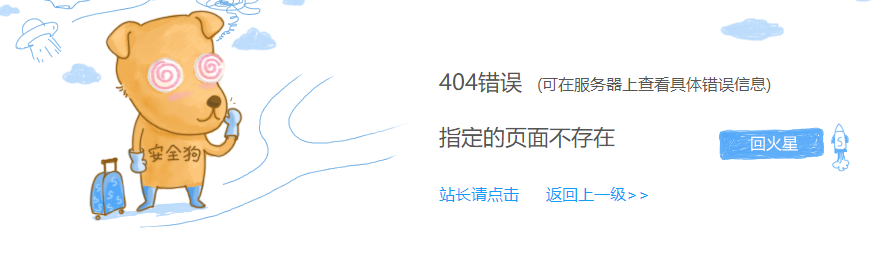 安全狗
404错误 (可在服务器上查看具体错误信息)
指定的页面不存在
回火星
站长请点击 返回上一级>>